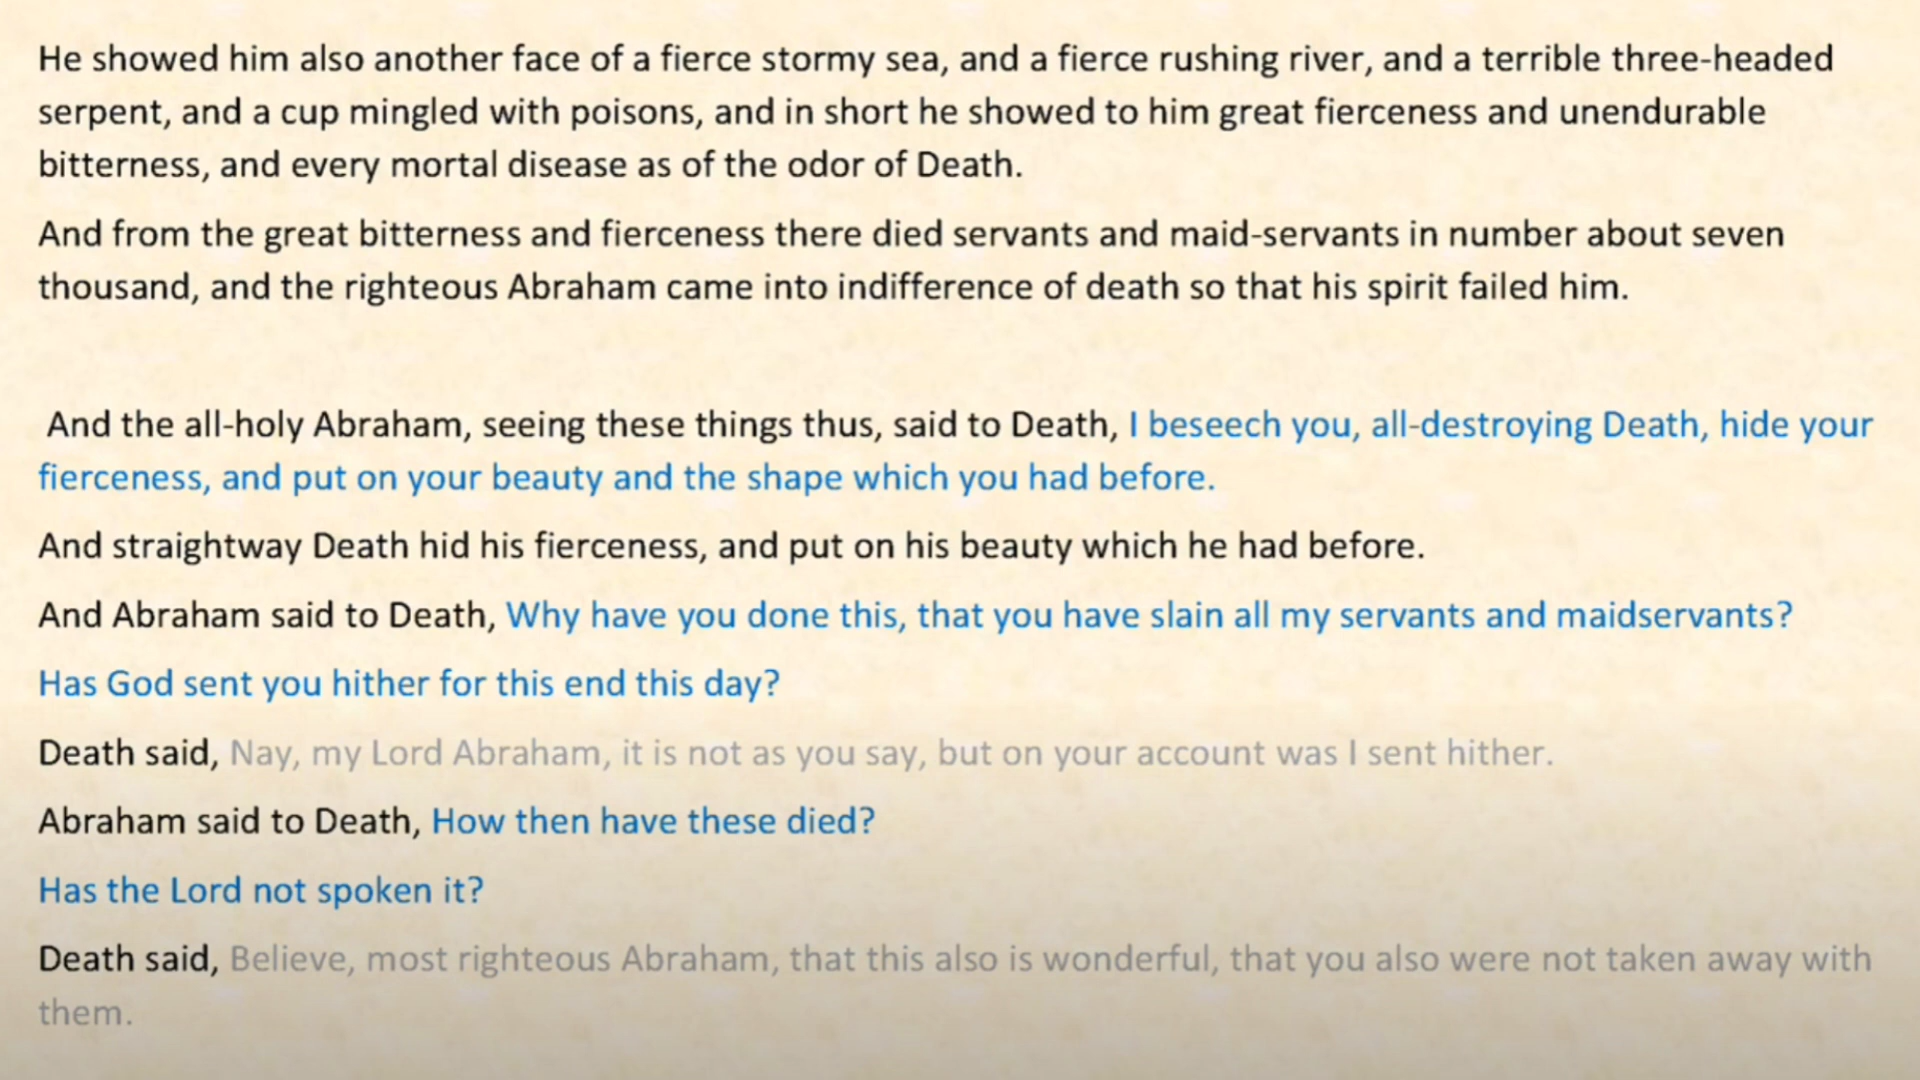 He showed him also another face of a fierce stormy sea, and a fierce rushing river, and a terrible three-headed
serpent, and a cup mingled with poisons, and in short he showed to him great fierceness and unendurable
bitterness, and every mortal disease as of the odor of Death.
And from the great bitterness and fierceness there died servants and maid-servants in number about seven
thousand, and the righteous Abraham came into indifference of death so that his spirit failed him.
And the all-holy Abraham, seeing these things thus, said to Death, I beseech you, all-destroying Death, hide your
fierceness, and put on your beauty and the shape which you had before.
And straightway Death hid his fierceness, and put on his beauty which he had before.
And Abraham said to Death, Why have you done this, that you have slain all my servants and maidservants?
Has God sent you hither for this end this day?
Death said, Nay, my Lord Abraham, it is not as you say, but on your account was I sent hither.
Abraham said to Death, How then have these died?
Has the Lord not spoken it?
Death said, Believe, most righteous Abraham, that this also is wonderful, that you also were not taken away with
them.